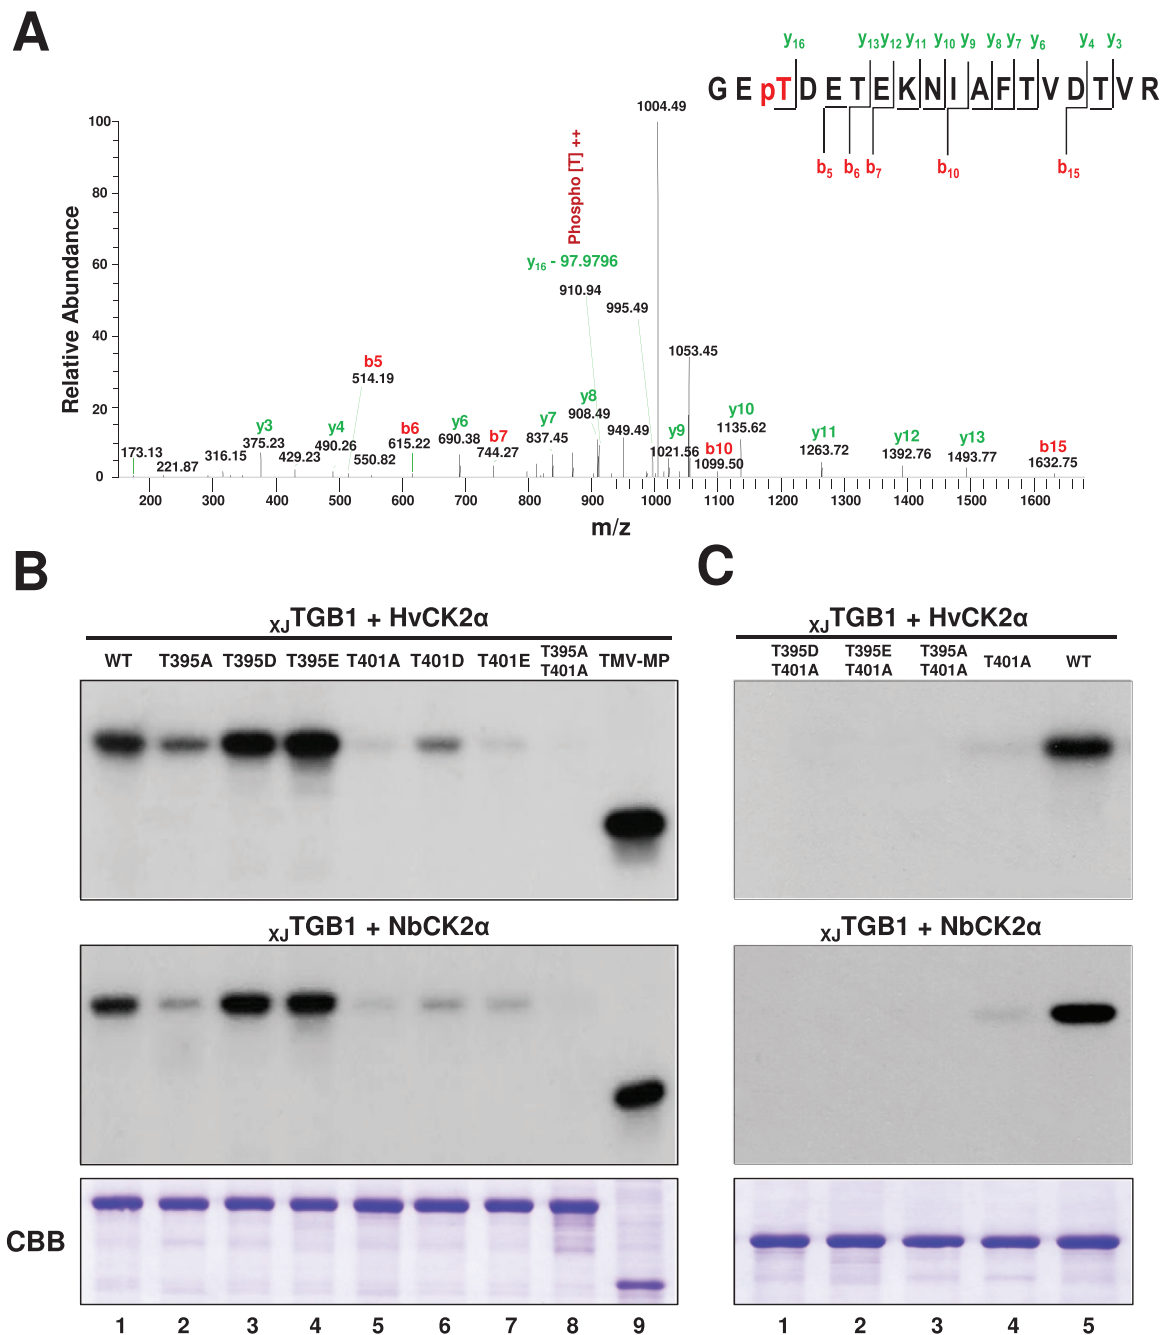 A
y16 y13 y12 y11 y10 y9 y8 y7 y6 y4 y3
G E pT D E T E K N I A F T V D T V R
b5 b6 b7 b10 b15
Relative Abundance
100
80
60
40
20
0
1004.49
Phospho [T] ++
y16 - 97.9796
910.94
995.49
1053.45
b5
514.19
y8
908.49
949.49
y3
375.23
y4
490.26
b6
615.22
y6
690.38
b7
744.27
y7
837.45
y9
1021.56
b10
1099.50
y10
1135.62
y11
1263.72
y12
1392.76
y13
1493.77
b15
1632.75
173.13
221.87
316.15
429.23
550.82
200 300 400 500 600 700 800 900 1000 1100 1200 1300 1400 1500 1600
m/z
B
XJTGB1 + HvCK2α
WT T395A T395D T395E T401A T401D T401E T395A T401A TMV-MP
XJTGB1 + NbCK2α
CBB
1 2 3 4 5 6 7 8 9
C
XJTGB1 + HvCK2α
T395D T395E T395A T401A WT
T401A T401A T401A
XJTGB1 + NbCK2α
1 2 3 4 5